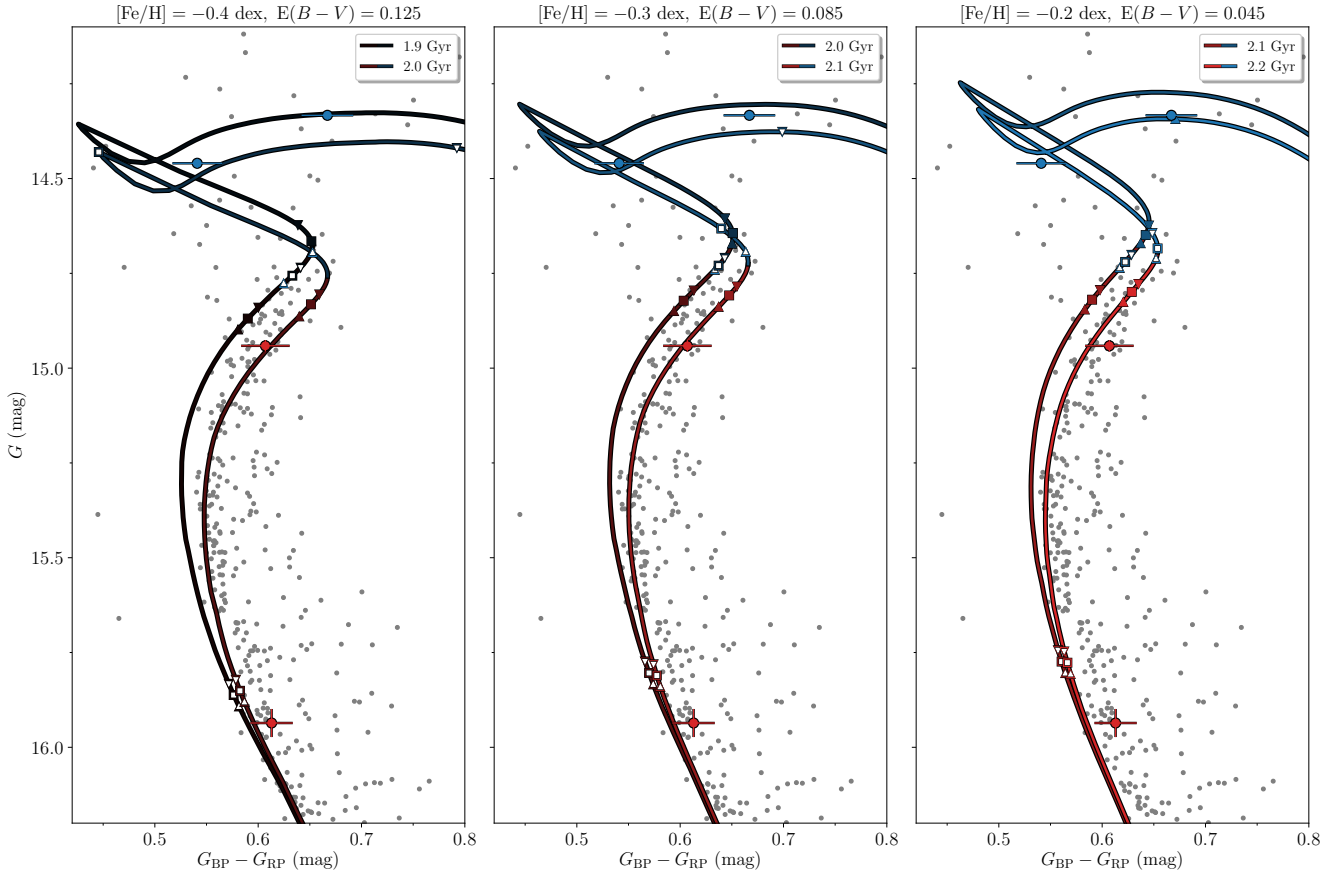 [Fe/H] = −0.4 dex, E(B − V) = 0.125
[Fe/H] = −0.3 dex, E(B − V) = 0.085
[Fe/H] = −0.2 dex, E(B − V) = 0.045
1.9 Gyr
2.0 Gyr
2.0 Gyr
2.1 Gyr
2.1 Gyr
2.2 Gyr
14.5
15.0
15.5
16.0
G (mag)
0.5 0.6 0.7 0.8
0.5 0.6 0.7 0.8
0.5 0.6 0.7 0.8
G_BP − G_RP (mag)
G_BP − G_RP (mag)
G_BP − G_RP (mag)